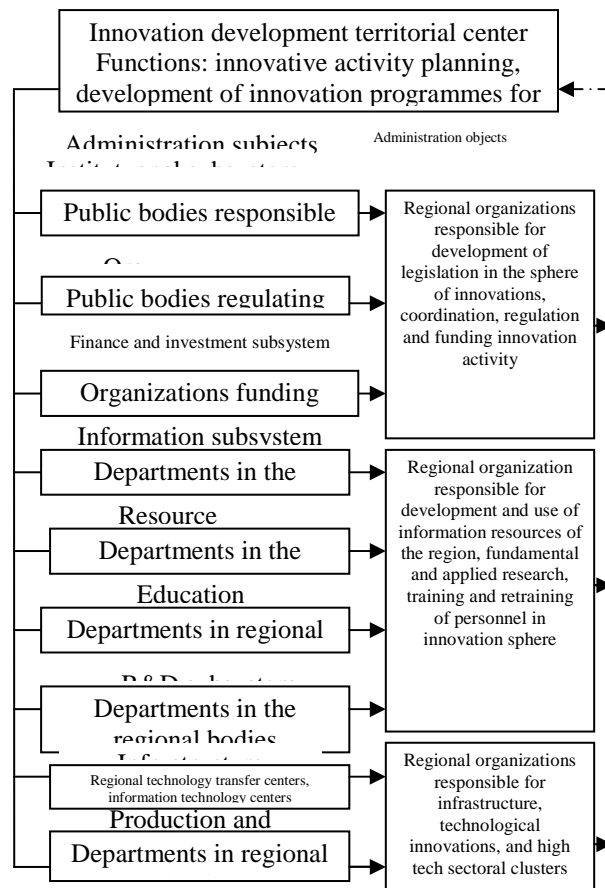 Innovation development territorial center
Functions: innovative activity planning,
development of innovation programmes for
Administration subjects
Administration objects
Public bodies responsible
Public bodies regulating
Finance and investment subsystem
Organizations funding
Regional organizations
responsible for
development of
legislation in the sphere
of innovations,
coordination, regulation
and funding innovation
activity
Information subsystem
Departments in the
Resource
Departments in the
Education
Departments in regional
Departments in the
regional bodies
Regional organization
responsible for
development and use of
information resources of
the region, fundamental
and applied research,
training and retraining
of personnel in
innovation sphere
Regional technology transfer centers,
information technology centers
Production and
Departments in regional
Regional organizations
responsible for
infrastructure,
technological
innovations, and high
tech sectoral clusters